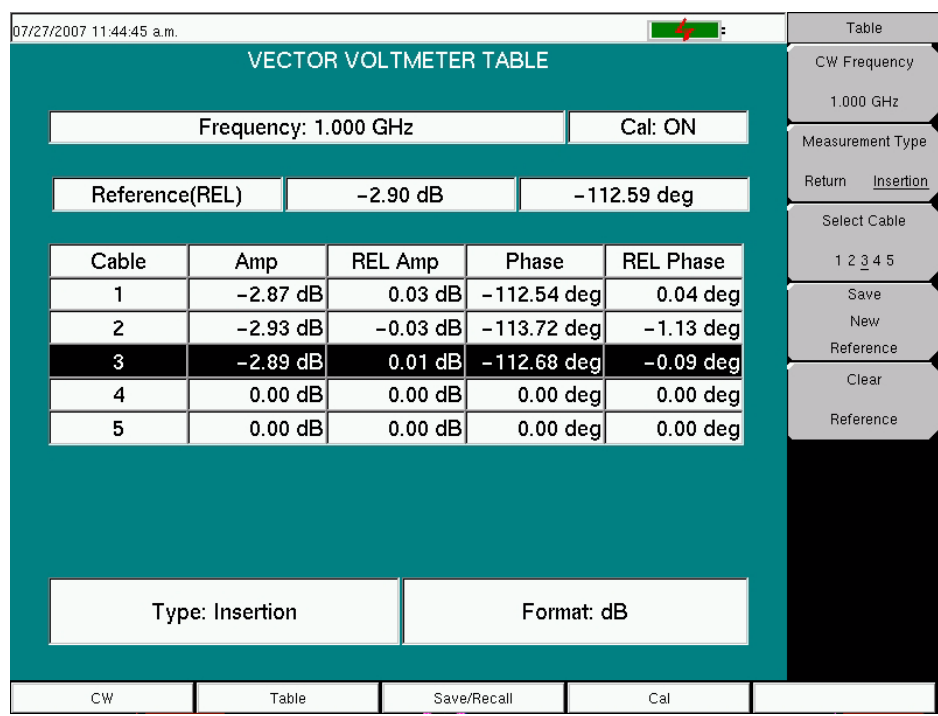 07/27/2007 11:44:45 a.m.
VECTOR VOLTMETER TABLE
Frequency: 1.000 GHz Cal: ON
Reference(REL) −2.90 dB −112.59 deg
Cable Amp REL Amp Phase REL Phase
1 −2.87 dB 0.03 dB −112.54 deg 0.04 deg
2 −2.93 dB −0.03 dB −113.72 deg −1.13 deg
3 −2.89 dB 0.01 dB −112.68 deg −0.09 deg
4 0.00 dB 0.00 dB 0.00 deg 0.00 deg
5 0.00 dB 0.00 dB 0.00 deg 0.00 deg
Type: Insertion Format: dB
Table
CW Frequency
1.000 GHz
Measurement Type
Return Insertion
Select Cable
1 2 3 4 5
Save
New
Reference
Clear
Reference
CW Table Save/Recall Cal